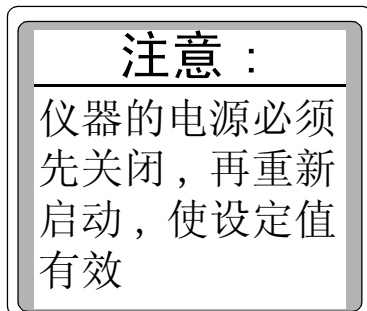 注意：
仪器的电源必须
先关闭，再重新
启动，使设定值
有效